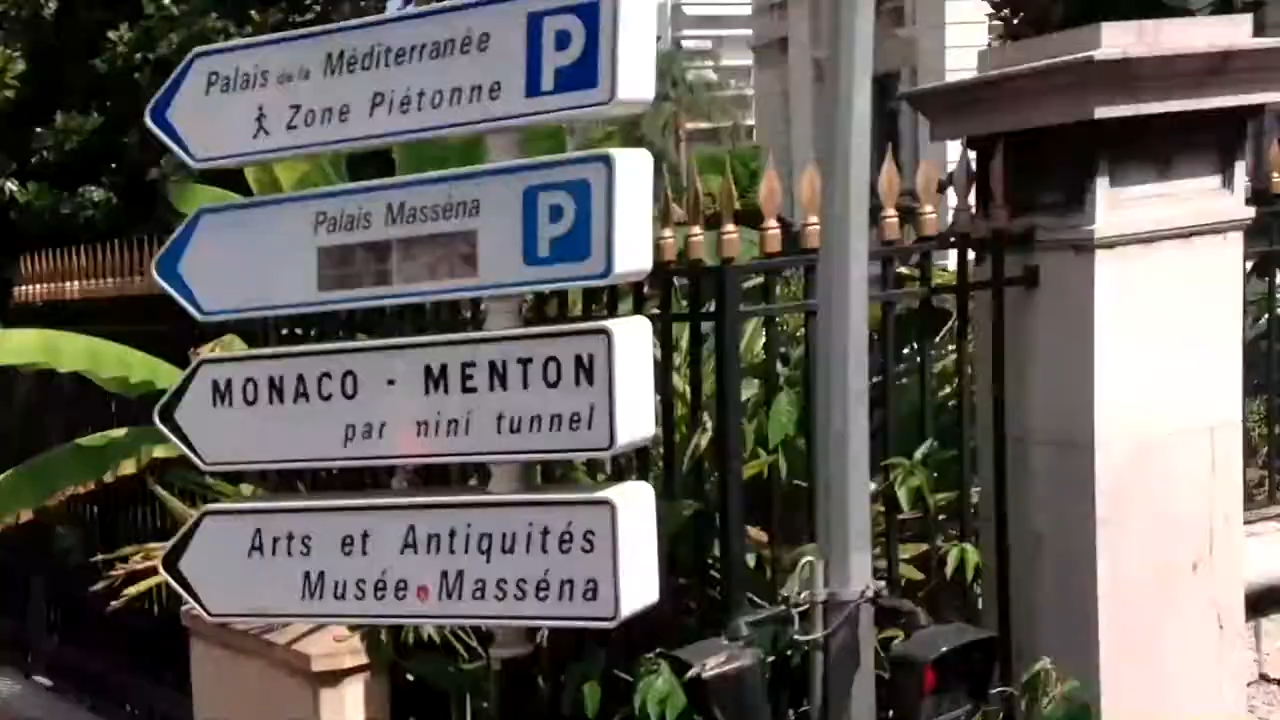 Palais de la Méditerranée P
Zone Piétonne
Palais Masséna P
MONACO - MENTON
par nini tunnel
Arts et Antiquités
Musée Masséna